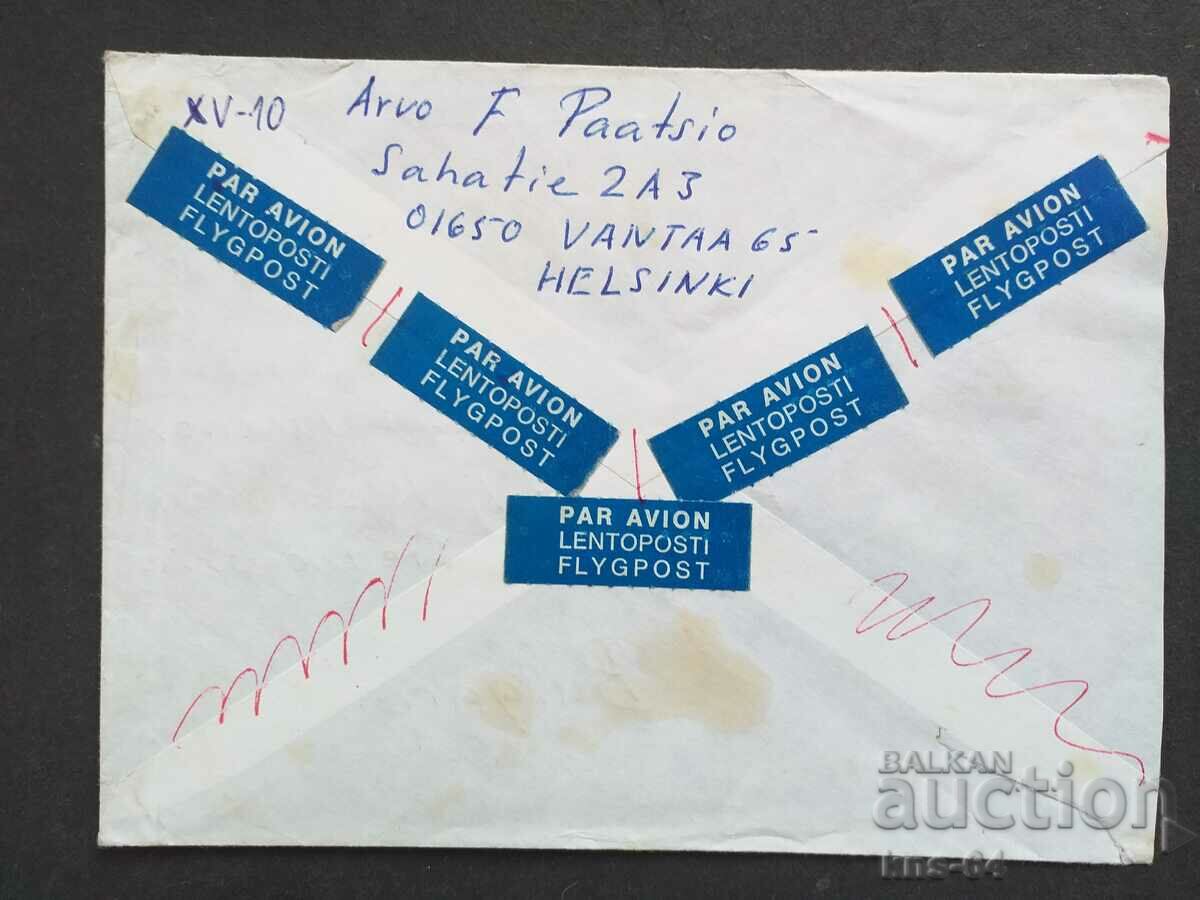 XV-10
Arvo F Paatsio
Sahatie 2A3
01650 VANTAA 65
HELSINKI
PAR AVION
LENTOPOSTI
FLYGPOST
PAR AVION
LENTOPOSTI
FLYGPOST
PAR AVION
LENTOPOSTI
FLYGPOST
PAR AVION
LENTOPOSTI
FLYGPOST
PAR AVION
LENTOPOSTI
FLYGPOST
BALKAN
auction
kns-64